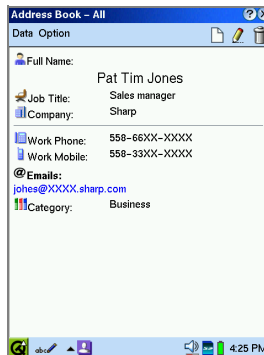 Address Book – All
Data Option
Full Name:
Pat Tim Jones
Job Title: Sales manager
Company: Sharp
Work Phone: 558-66XX-XXXX
Work Mobile: 558-33XX-XXXX
@Emails:
johes@XXXX.sharp.com
Category: Business
abc 4:25 PM